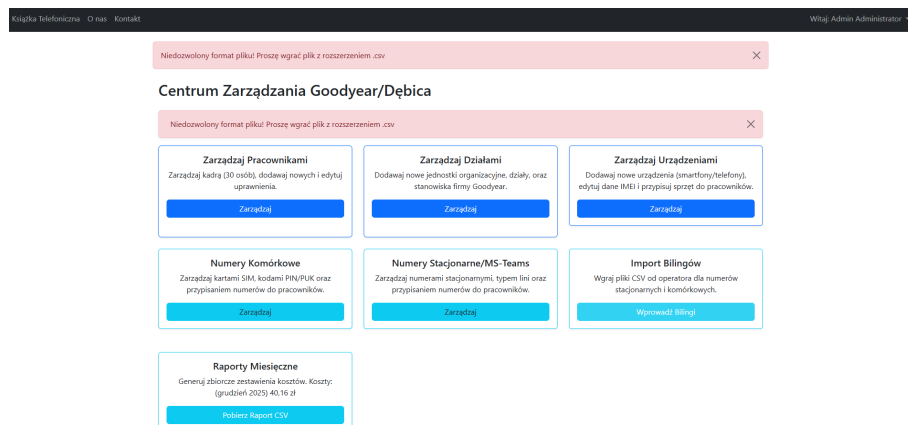 Książka Telefoniczna O nas Kontakt Witaj: Admin Administrator
Niedozwolony format pliku! Proszę wgrać plik z rozszerzeniem .csv
Centrum Zarządzania Goodyear/Dębica
Niedozwolony format pliku! Proszę wgrać plik z rozszerzeniem .csv
Zarządzaj Pracownikami
Zarządzaj kadrą (30 osób), dodawaj nowych i edytuj
uprawnienia.
Zarządzaj
Zarządzaj Działami
Dodawaj nowe jednostki organizacyjne, działy, oraz
stanowiska firmy Goodyear.
Zarządzaj
Zarządzaj Urządzeniami
Dodawaj nowe urządzenia (smartfony/telefony),
edytuj dane IMEI i przypisuj sprzęt do pracowników.
Zarządzaj
Numery Komórkowe
Zarządzaj kartami SIM, kodami PIN/PUK oraz
przypisaniem numerów do pracowników.
Zarządzaj
Numery Stacjonarne/MS-Teams
Zarządzaj numerami stacjonarnymi, typem lini oraz
przypisaniem numerów do pracowników.
Zarządzaj
Import Bilingów
Wgraj pliki CSV od operatora dla numerów
stacjonarnych i komórkowych.
Wprowadź Bilingi
Raporty Miesięczne
Generuj zbiorcze zestawienia kosztów. Koszty:
(grudzień 2025) 40,16 zł
Pobierz Raport CSV